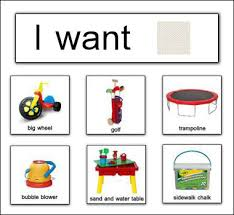 I want
big wheel
golf
trampoline
bubble blower
sand and water table
sidewalk chalk